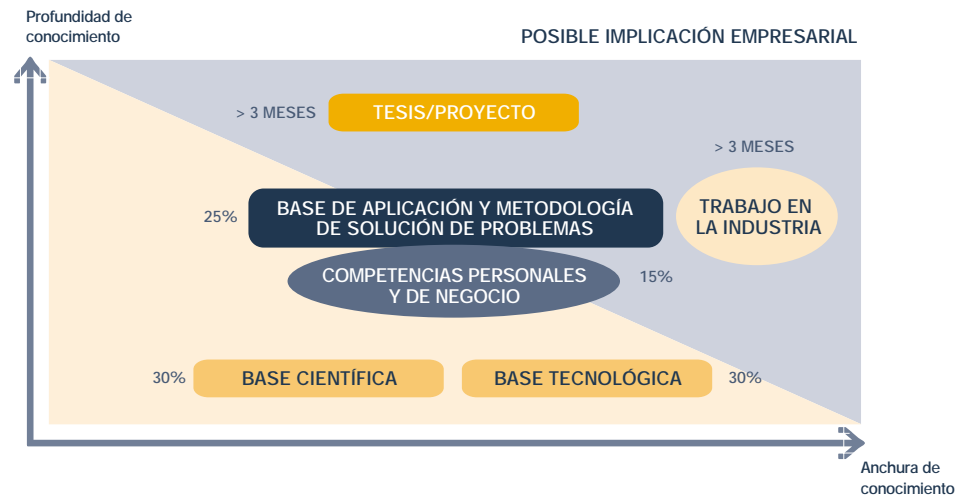 Profundidad de
conocimiento
POSIBLE IMPLICACIÓN EMPRESARIAL
> 3 MESES
TESIS/PROYECTO
> 3 MESES
25%
BASE DE APLICACIÓN Y METODOLOGÍA
DE SOLUCIÓN DE PROBLEMAS
TRABAJO EN
LA INDUSTRIA
COMPETENCIAS PERSONALES
Y DE NEGOCIO
15%
30%
BASE CIENTÍFICA
BASE TECNOLÓGICA
30%
Anchura de
conocimiento